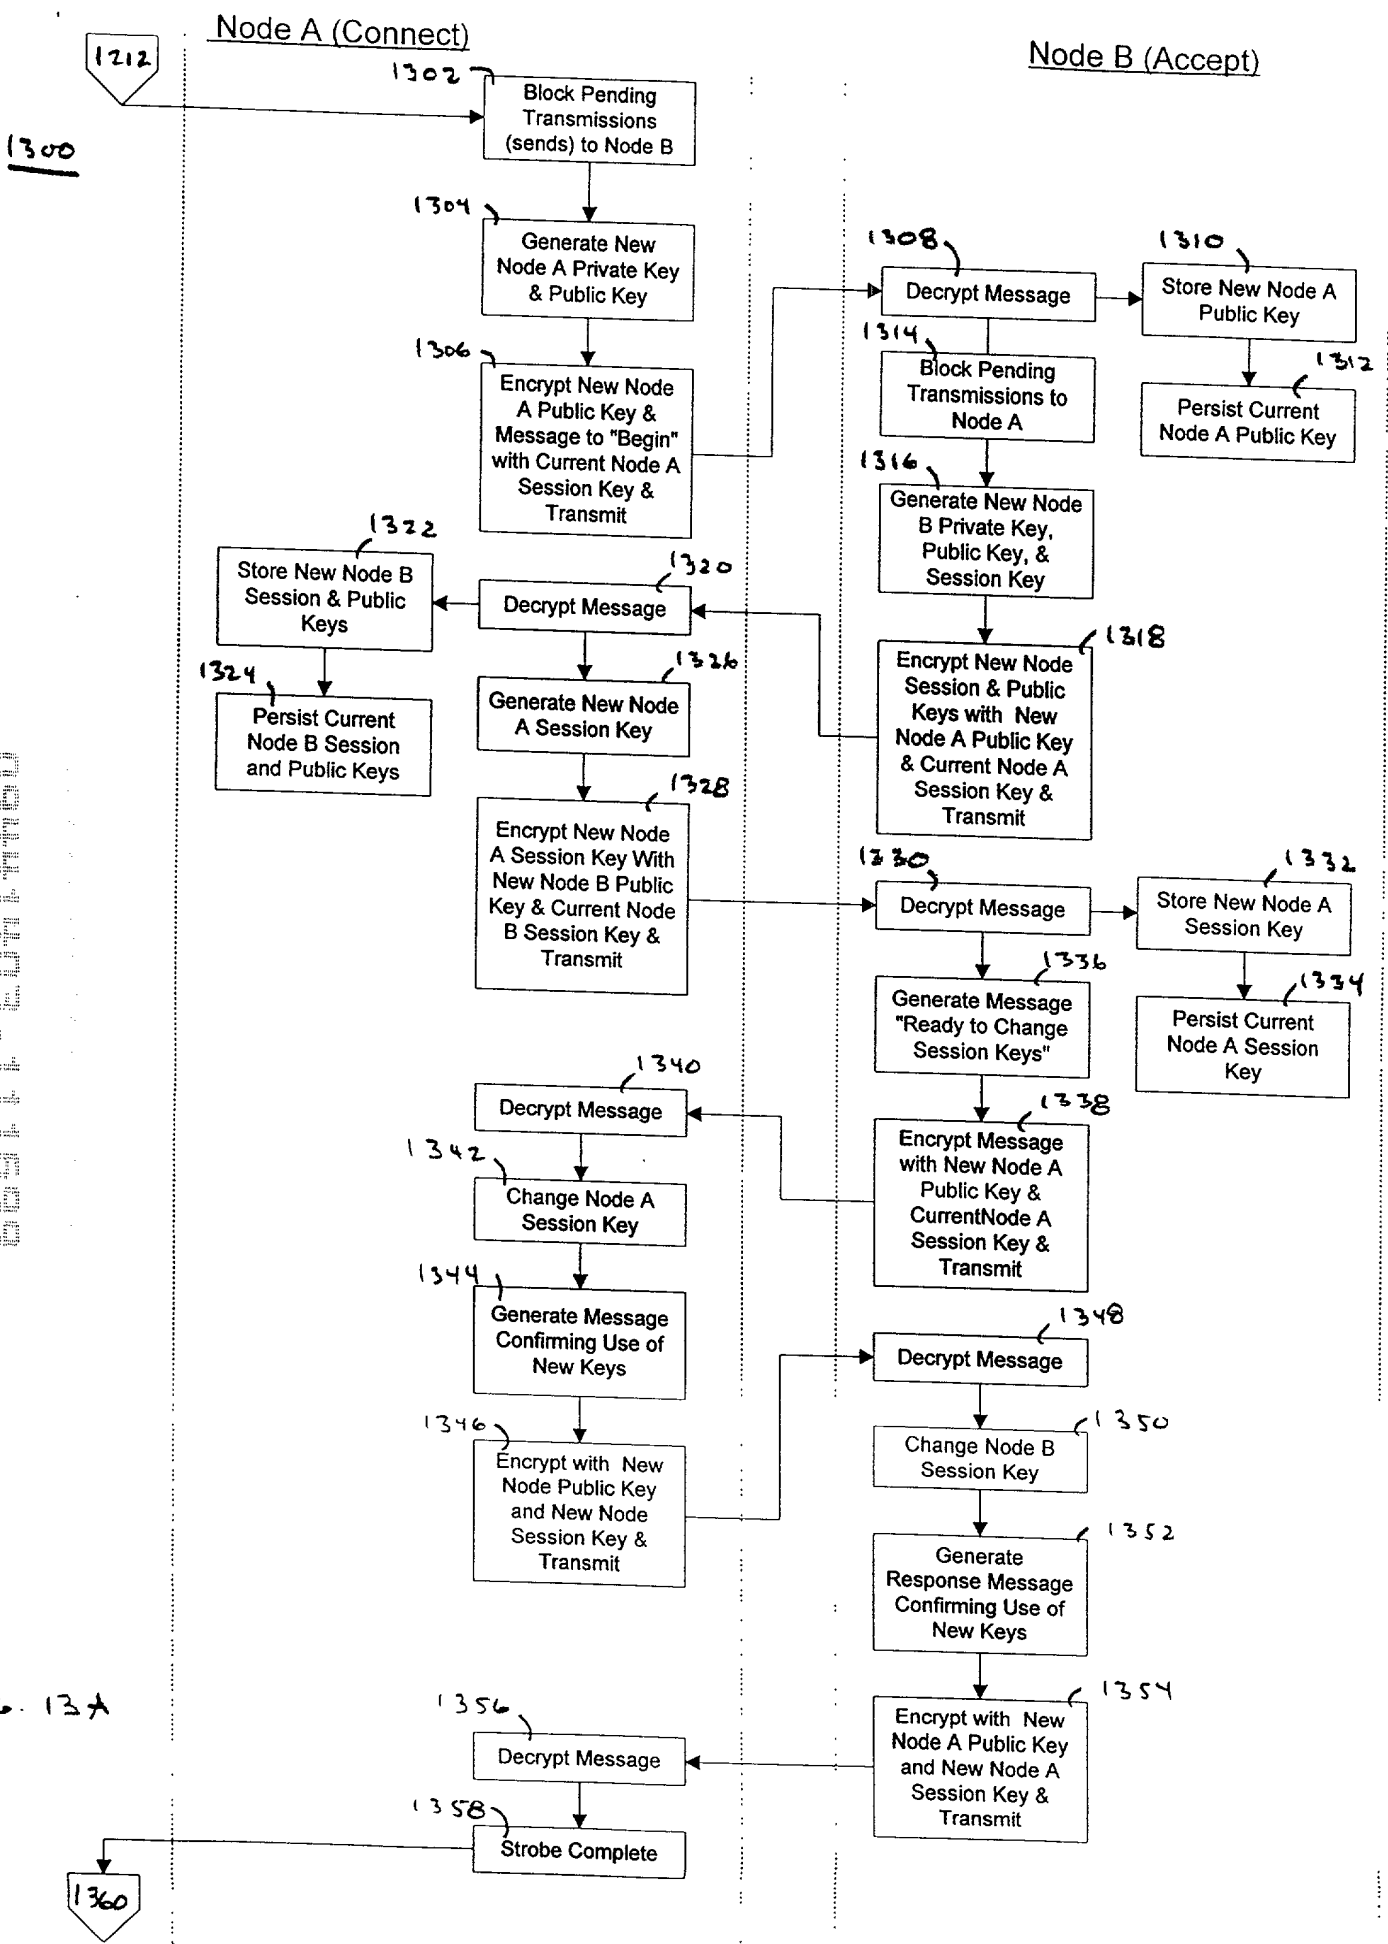 Node A (Connect)
Node B (Accept)
1212
1300
1302
Block Pending
Transmissions
(sends) to Node B
1304
Generate New
Node A Private Key
& Public Key
1306
Encrypt New Node
A Public Key &
Message to "Begin"
with Current Node A
Session Key &
Transmit
1308
Decrypt Message
1310
Store New Node A
Public Key
1312
Persist Current
Node A Public Key
1314
Block Pending
Transmissions to
Node A
1316
Generate New Node
B Private Key,
Public Key, &
Session Key
1318
Encrypt New Node
Session & Public
Keys with New
Node A Public Key
& Current Node A
Session Key &
Transmit
1320
Decrypt Message
1322
Store New Node B
Session & Public
Keys
1324
Persist Current
Node B Session
and Public Keys
1326
Generate New Node
A Session Key
1328
Encrypt New Node
A Session Key With
New Node B Public
Key & Current Node
B Session Key &
Transmit
1330
Decrypt Message
1332
Store New Node A
Session Key
1334
Persist Current
Node A Session
Key
1336
Generate Message
"Ready to Change
Session Keys"
1338
Encrypt Message
with New Node A
Public Key &
CurrentNode A
Session Key &
Transmit
1340
Decrypt Message
1342
Change Node A
Session Key
1344
Generate Message
Confirming Use of
New Keys
1346
Encrypt with New
Node Public Key
and New Node
Session Key &
Transmit
1348
Decrypt Message
1350
Change Node B
Session Key
1352
Generate
Response Message
Confirming Use of
New Keys
1354
Encrypt with New
Node A Public Key
and New Node A
Session Key &
Transmit
1356
Decrypt Message
1358
Strobe Complete
1360
13A